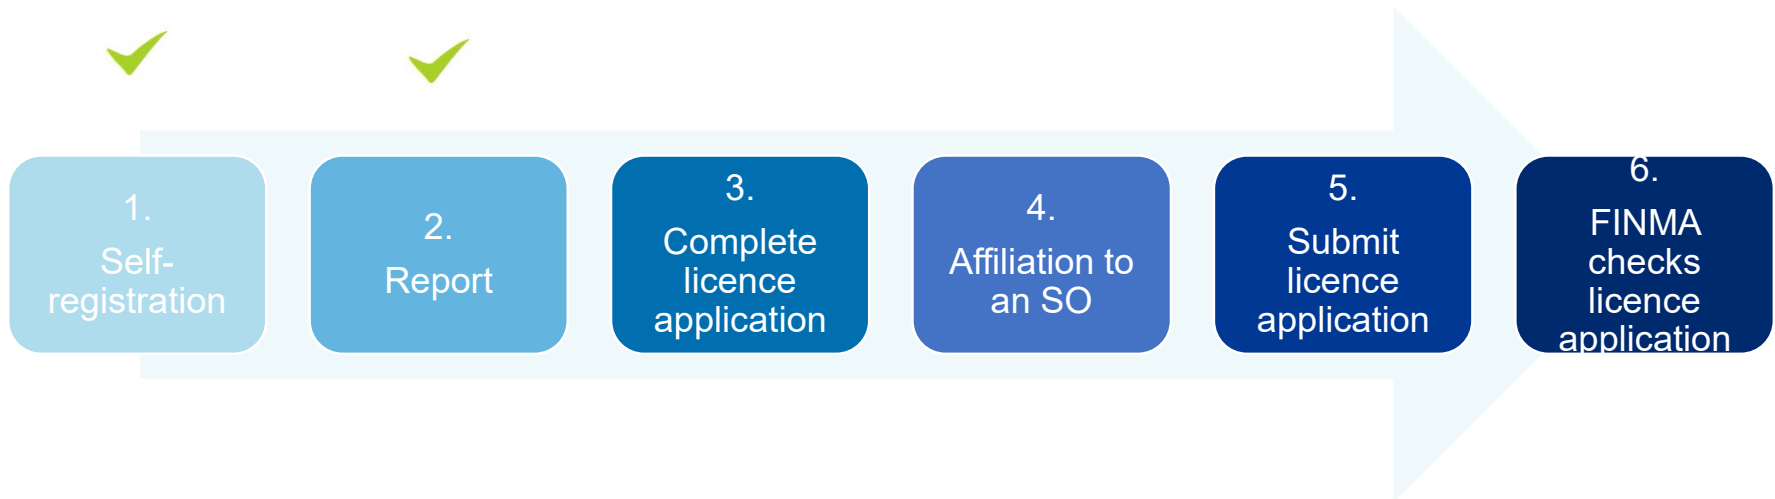 1.
Self-
registration
2.
Report
3.
Complete
licence
application
4.
Affiliation to
an SO
5.
Submit
licence
application
6.
FINMA
checks
licence
application